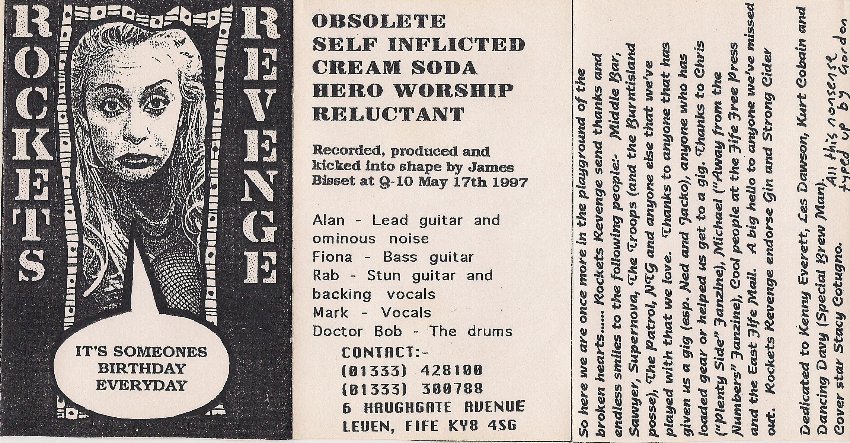 ROCKETS
REVENGE
IT'S SOMEONES
BIRTHDAY
EVERYDAY
OBSOLETE
SELF INFLICTED
CREAM SODA
HERO WORSHIP
RELUCTANT
Recorded, produced and
kicked into shape by James
Bisset at Q-10 May 17th 1997
Alan - Lead guitar and
ominous noise
Fiona - Bass guitar
Rab - Stun guitar and
backing vocals
Mark - Vocals
Doctor Bob - The drums
CONTACT:-
(01333) 428100
(01333) 300788
6 HAUGHGATE AVENUE
LEVEN, FIFE KY8 4SG
So here we are once more in the playground of the
broken hearts...... Rockets Revenge send thanks and
endless smiles to the following people:- Middle Bar,
Sawyer, Supernova, The Troops (and the Burntisland
posse), The Patrol, NTG and anyone else that we've
played with that we love. Thanks to anyone that has
given us a gig (esp. Ned and Jacko), anyone who has
loaded gear or helped us get to a gig. Thanks to Chris
("Plenty Side" Fanzine), Michael ("Away from the
Numbers" Fanzine), Cool people at the Fife Free Press
and the East Fife Mail. A big hello to anyone we've missed
out. Rockets Revenge endorse Gin and Strong Cider
Dedicated to Kenny Everett, Les Dawson, Kurt Cobain and
Dancing Davy (Special Brew Man).
Cover star Stacy Cotugno.
All this nonsense
typed up by Gordon